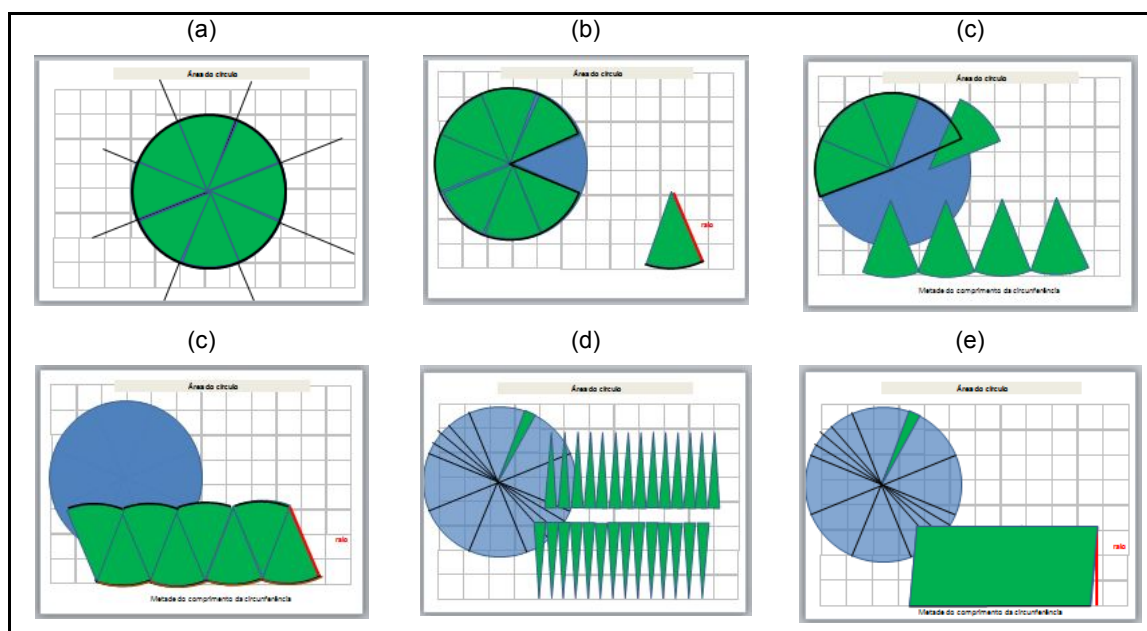 (a)
(b)
(c)
Área do círculo
Área do círculo
Área do círculo
raio
Metade do comprimento da circunferência
(c)
(d)
(e)
Área do círculo
Área do círculo
Área do círculo
raio
raio
Metade do comprimento da circunferência
Metade do comprimento da circunferência